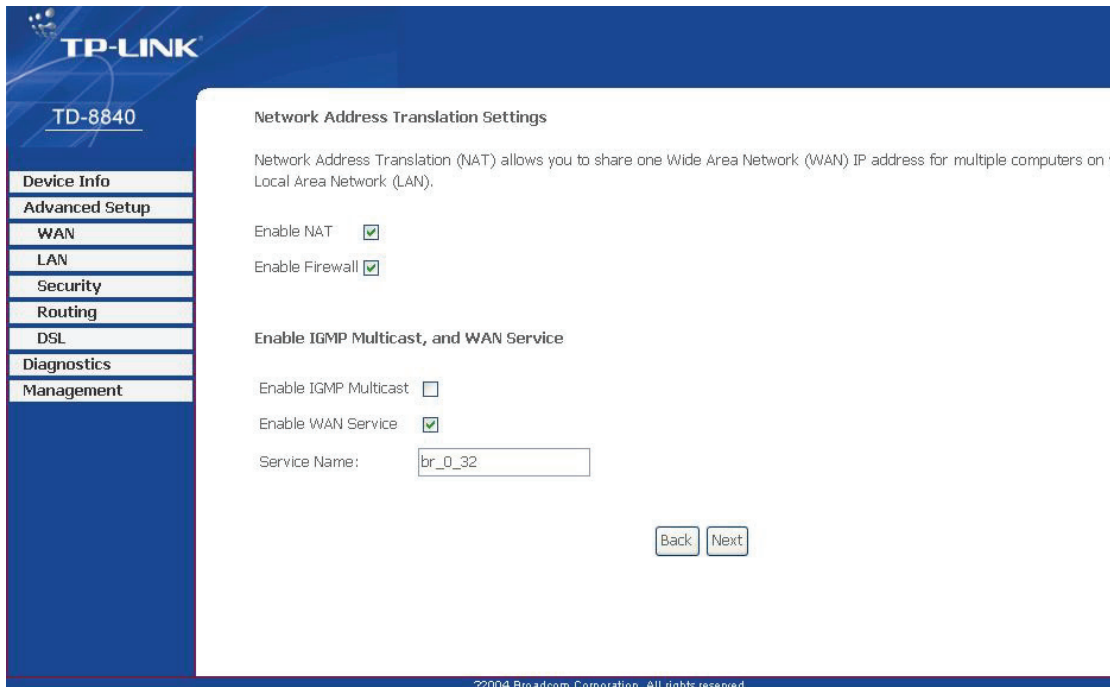 TP-LINK
TD-8840
Device Info
Advanced Setup
WAN
LAN
Security
Routing
DSL
Diagnostics
Management
Network Address Translation Settings
Network Address Translation (NAT) allows you to share one Wide Area Network (WAN) IP address for multiple computers on
Local Area Network (LAN).
Enable NAT
Enable Firewall
Enable IGMP Multicast, and WAN Service
Enable IGMP Multicast
Enable WAN Service
Service Name: br_0_32
Back Next
?2004 Broadcom Corporation. All rights reserved.